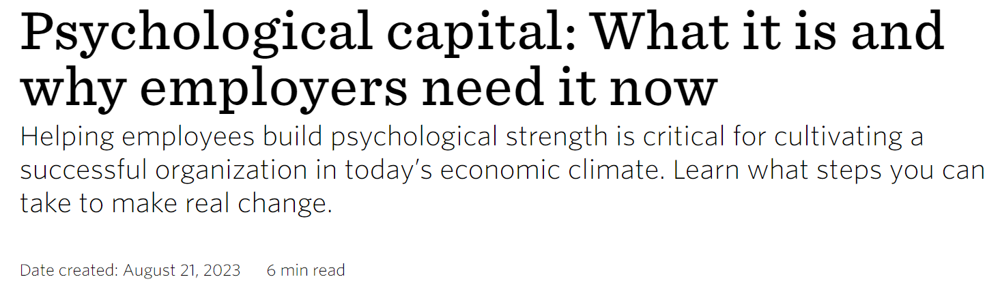 Psychological capital: What it is and
why employers need it now
Helping employees build psychological strength is critical for cultivating a
successful organization in today’s economic climate. Learn what steps you can
take to make real change.
Date created: August 21, 2023 6 min read